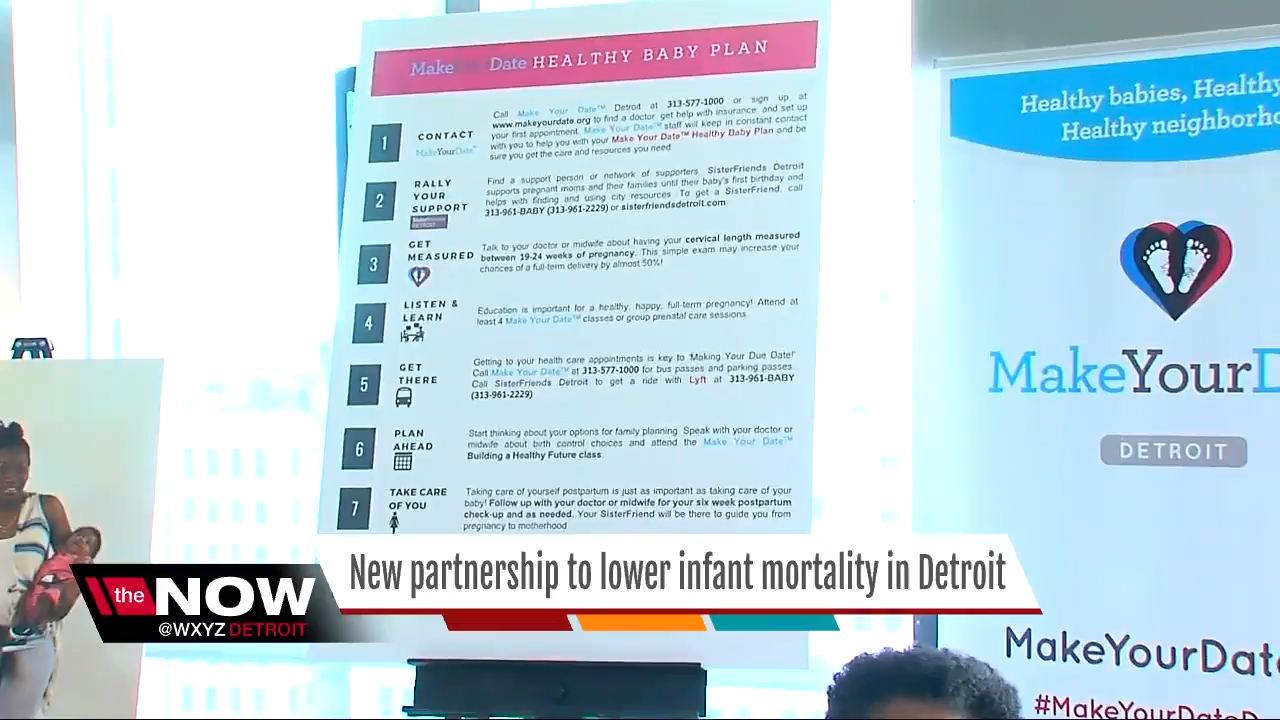 Make Your Date HEALTHY BABY PLAN
1
CONTACT
MakeYourDate™
Call Make Your Date™ Detroit at 313-577-1000 or sign up at
www.makeyourdate.org to find a doctor, get help with insurance, and set up
your first appointment. Make Your Date™ staff will keep in constant contact
with you to help you with your Make Your Date™ Healthy Baby Plan and be
sure you get the care and resources you need
2
RALLY
YOUR
SUPPORT
SisterFriends
DETROIT
Find a support person or network of supporters. SisterFriends Detroit
supports pregnant moms and their families until their baby's first birthday and
helps with finding and using city resources. To get a SisterFriend, call
313-961-BABY (313-961-2229) or sisterfriendsdetroit.com
3
GET
MEASURED
Talk to your doctor or midwife about having your cervical length measured
between 19-24 weeks of pregnancy. This simple exam may increase your
chances of a full-term delivery by almost 50%!
4
LISTEN &
LEARN
Education is important for a healthy, happy, full-term pregnancy! Attend at
least 4 Make Your Date™ classes or group prenatal care sessions.
5
GET
THERE
Getting to your health care appointments is key to 'Making Your Due Date!'
Call Make Your Date™ at 313-577-1000 for bus passes and parking passes.
Call SisterFriends Detroit to get a ride with Lyft at 313-961-BABY
(313-961-2229)
6
PLAN
AHEAD
Start thinking about your options for family planning. Speak with your doctor or
midwife about birth control choices and attend the Make Your Date™
Building a Healthy Future class.
7
TAKE CARE
OF YOU
Taking care of yourself postpartum is just as important as taking care of your
baby! Follow up with your doctor or midwife for your six week postpartum
check-up and as needed. Your SisterFriend will be there to guide you from
pregnancy to motherhood
Healthy babies, Healthy
Healthy neighborho
MakeYourD
DETROIT
MakeYourDate
#MakeYourDateD
New partnership to lower infant mortality in Detroit
the NOW
@WXYZ DETROIT